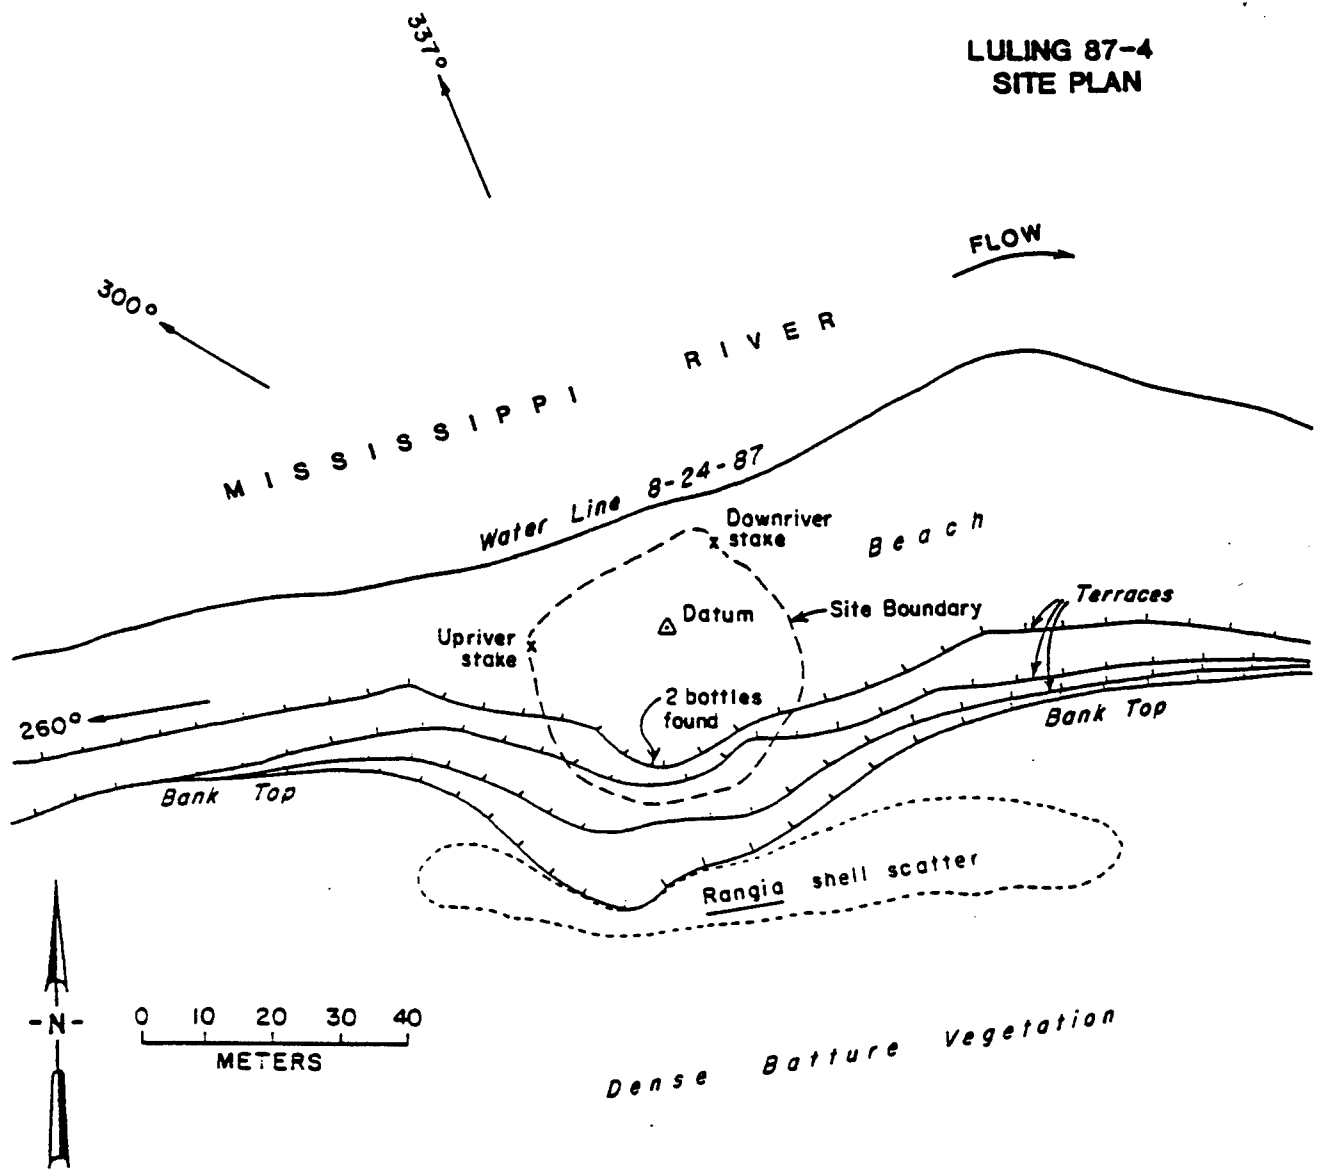 LULING 87-4
SITE PLAN
337°
FLOW
300°
MISSISSIPPI RIVER
Water Line 8-24-87
Downriver
stake
Beach
Datum
Site Boundary
Terraces
Upriver
stake
2 bottles
found
260°
Bank Top
Bank Top
Rangia shell scatter
-N-
0 10 20 30 40
METERS
Dense Batture Vegetation